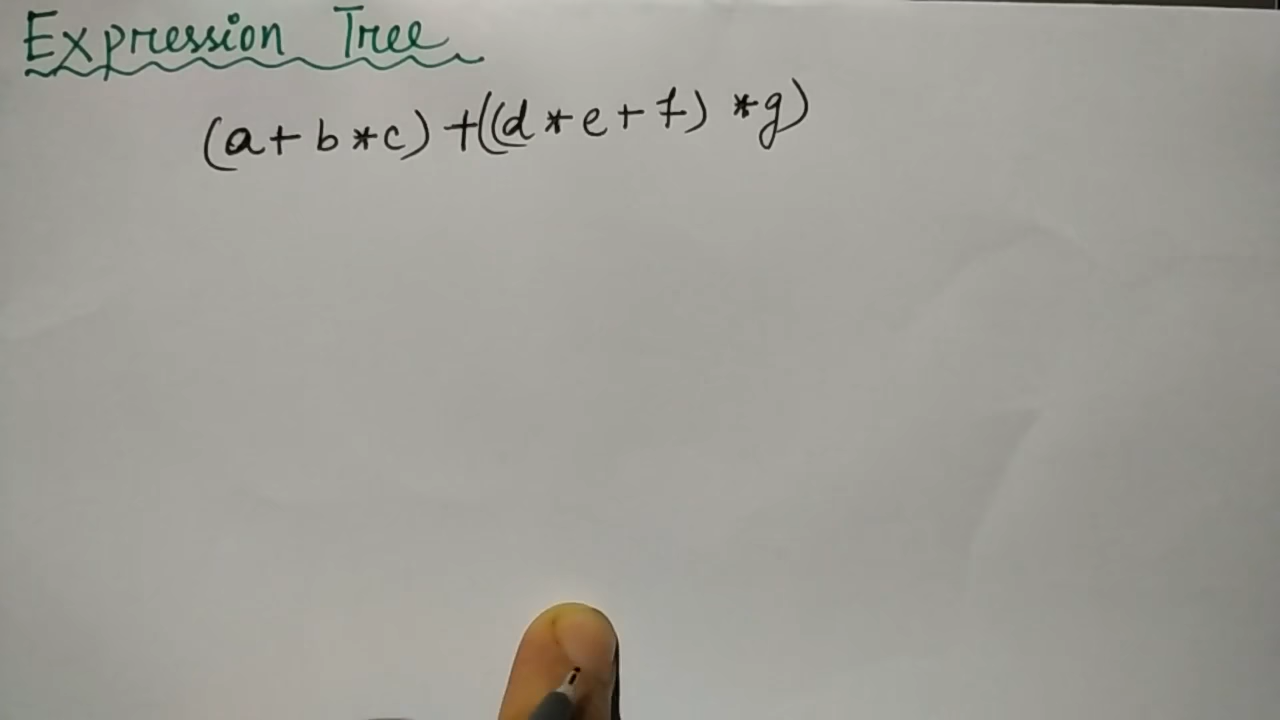 Expression Tree
(a + b * c) + ((d * e + f) * g)